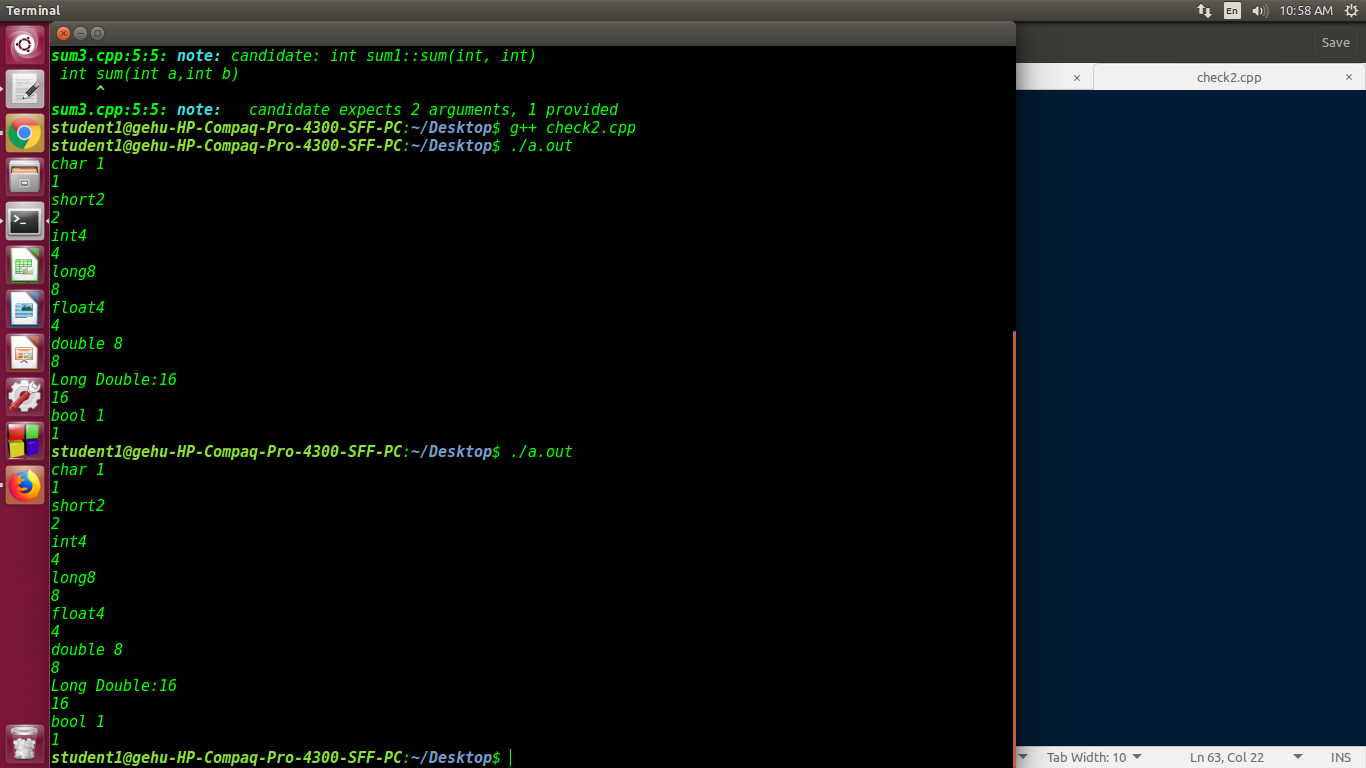 Terminal
En
10:58 AM
Save
×
check2.cpp
×
sum3.cpp:5:5: note: candidate: int sum1::sum(int, int)
int sum(int a,int b)
^
sum3.cpp:5:5: note:   candidate expects 2 arguments, 1 provided
student1@gehu-HP-Compaq-Pro-4300-SFF-PC:~/Desktop$ g++ check2.cpp
student1@gehu-HP-Compaq-Pro-4300-SFF-PC:~/Desktop$ ./a.out
char 1
1
short2
2
int4
4
long8
8
float4
4
double 8
8
Long Double:16
16
bool 1
1
student1@gehu-HP-Compaq-Pro-4300-SFF-PC:~/Desktop$ ./a.out
char 1
1
short2
2
int4
4
long8
8
float4
4
double 8
8
Long Double:16
16
bool 1
1
student1@gehu-HP-Compaq-Pro-4300-SFF-PC:~/Desktop$
Tab Width: 10
Ln 63, Col 22
INS